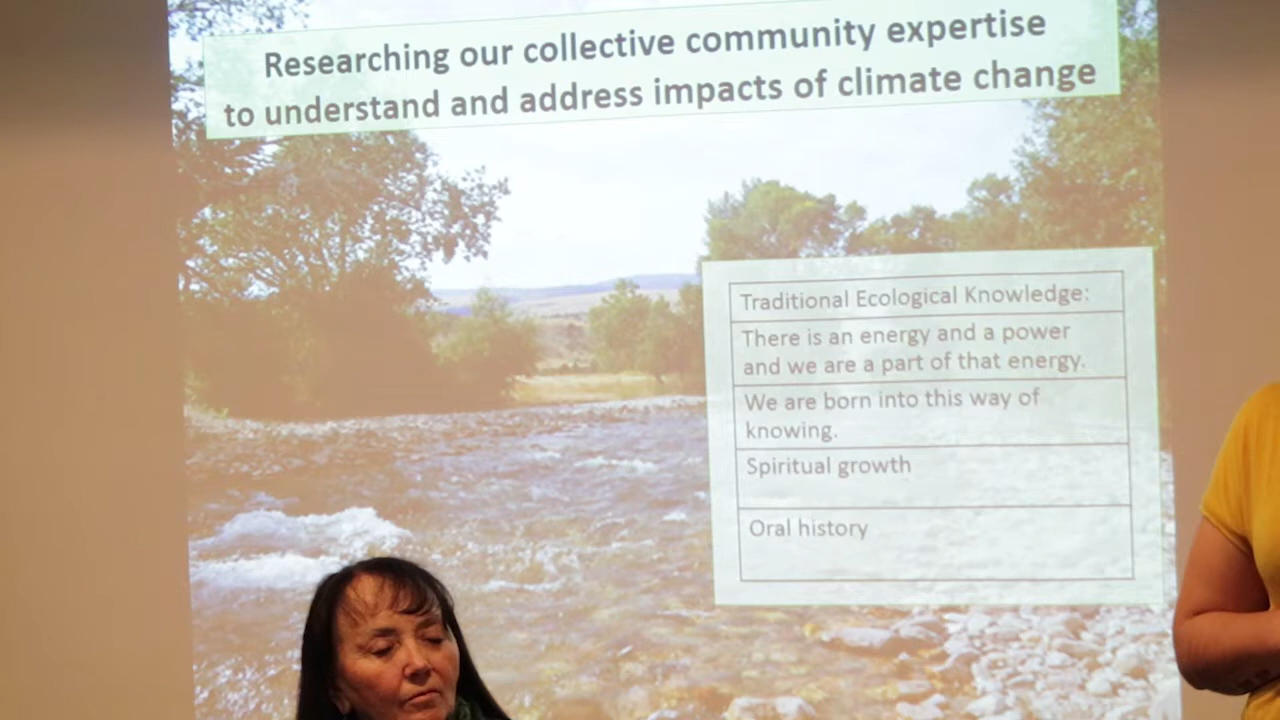 Researching our collective community expertise
to understand and address impacts of climate change
Traditional Ecological Knowledge:
There is an energy and a power
and we are a part of that energy.
We are born into this way of
knowing.
Spiritual growth
Oral history